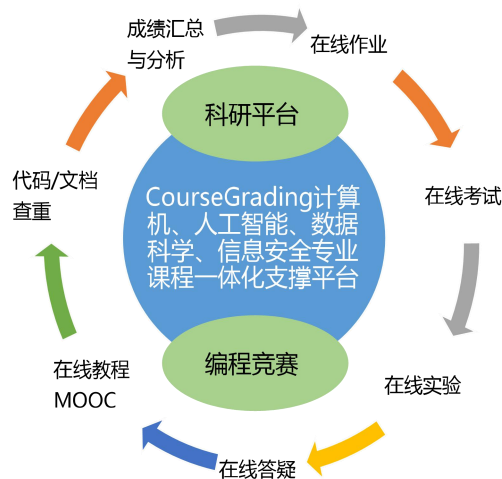 成绩汇总
与分析
在线作业
科研平台
代码/文档
查重
CourseGrading计算
机、人工智能、数据
科学、信息安全专业
课程一体化支撑平台
在线考试
编程竞赛
在线教程
MOOC
在线实验
在线答疑